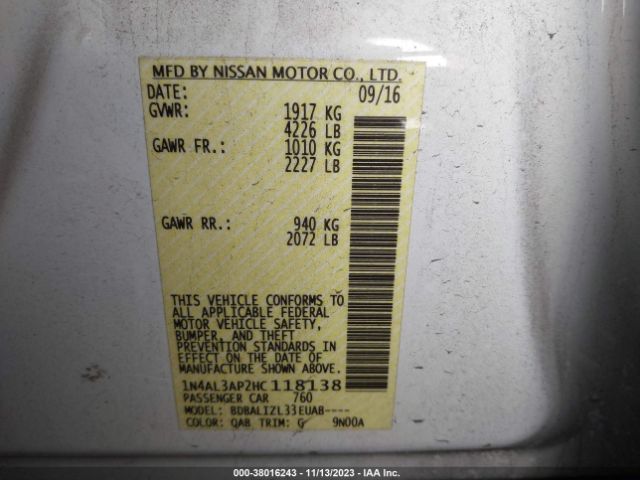 MFD BY NISSAN MOTOR CO., LTD.
DATE: 09/16
GVWR: 1917 KG
4226 LB
GAWR FR.: 1010 KG
2227 LB
GAWR RR.: 940 KG
2072 LB
THIS VEHICLE CONFORMS TO
ALL APPLICABLE FEDERAL
MOTOR VEHICLE SAFETY,
BUMPER, AND THEFT
PREVENTION STANDARDS IN
EFFECT ON THE DATE OF
MANUFACTURE SHOWN ABOVE.
1N4AL3AP2HC118138
PASSENGER CAR 760
MODEL: BDBALIZL33EUAB----
COLOR: QAB TRIM: G 9N00A
000-38016243 - 11/13/2023 - IAA Inc.